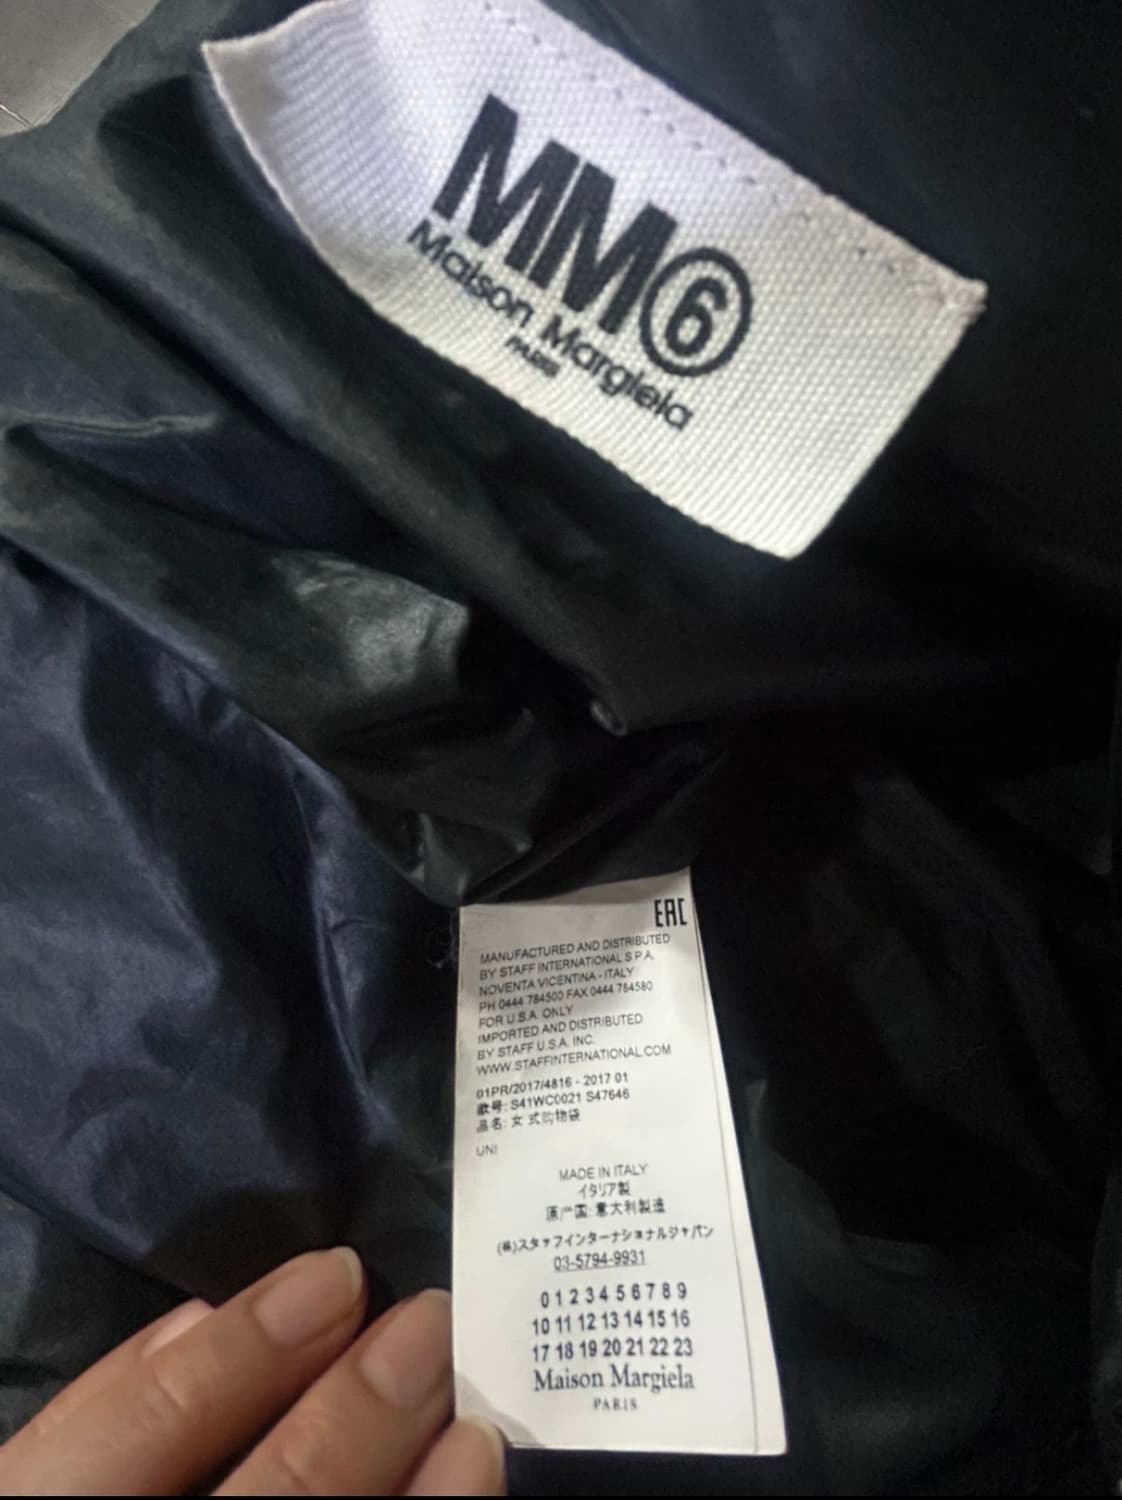 MM6
Maison Margiela
PARIS
EAC
MANUFACTURED AND DISTRIBUTED
BY STAFF INTERNATIONAL S.P.A.
NOVENTA VICENTINA - ITALY
PH 0444 784500 FAX 0444 784580
FOR U.S.A. ONLY
IMPORTED AND DISTRIBUTED
BY STAFF U.S.A. INC.
WWW.STAFFINTERNATIONAL.COM
01PR/2017/4816 - 2017 01
款号: S41WC0021 S47646
品名: 女式购物袋
UNI
MADE IN ITALY
イタリア製
原产国: 意大利製造
(株)スタッフインターナショナルジャパン
03-5794-9931
0 1 2 3 4 5 6 7 8 9
10 11 12 13 14 15 16
17 18 19 20 21 22 23
Maison Margiela
PARIS